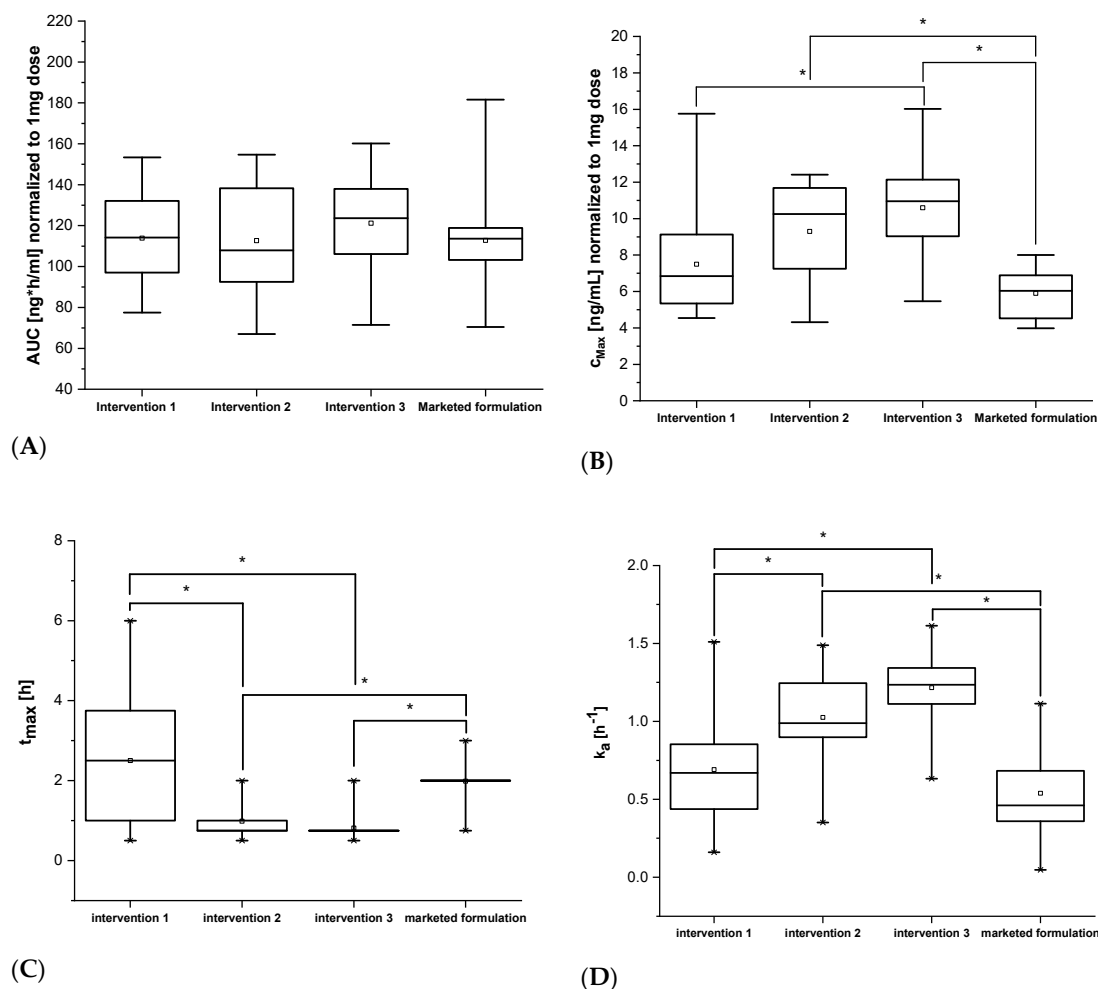 220
200
180
160
140
120
100
80
60
40
AUC [ng*h/ml] normalized to 1mg dose
Intervention 1 Intervention 2 Intervention 3 Marketed formulation
(A)
20
18
16
14
12
10
8
6
4
2
0
cMax [ng/mL] normalized to 1mg dose
* * *
Intervention 1 Intervention 2 Intervention 3 Marketed formulation
(B)
8
6
4
2
0
tmax [h]
* * * *
intervention 1 intervention 2 intervention 3 marketed formulation
(C)
2.0
1.5
1.0
0.5
0.0
ka [h-1]
* * * *
intervention 1 intervention 2 intervention 3 marketed formulation
(D)